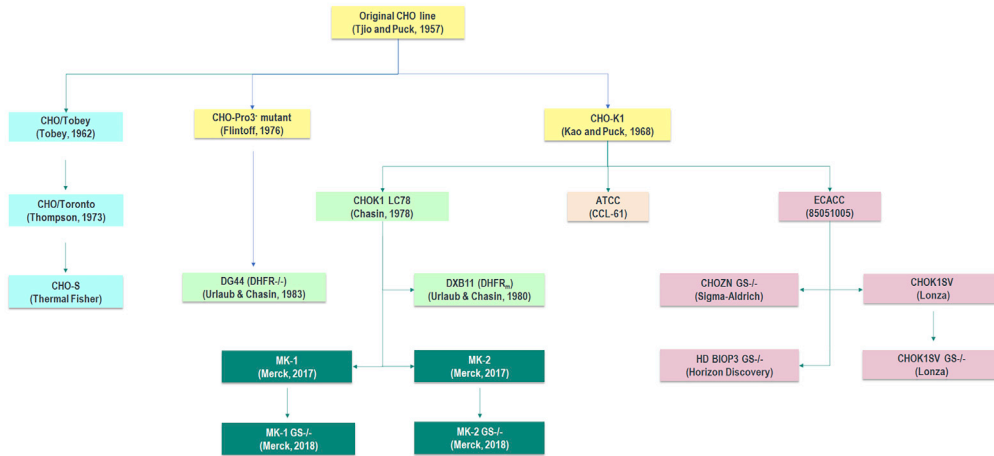 Original CHO line
(Tjio and Puck, 1957)
CHO/Tobey
(Tobey, 1962)
CHO-Pro3- mutant
(Flintoff, 1976)
CHO-K1
(Kao and Puck, 1968)
CHO/Toronto
(Thompson, 1973)
CHOK1 LC78
(Chasin, 1978)
ATCC
(CCL-61)
ECACC
(85051005)
CHO-S
(Thermal Fisher)
DG44 (DHFR-/-)
(Urlaub & Chasin, 1983)
DXB11 (DHFRm)
(Urlaub & Chasin, 1980)
CHOZN GS-/-
(Sigma-Aldrich)
CHOK1SV
(Lonza)
MK-1
(Merck, 2017)
MK-2
(Merck, 2017)
HD BIOP3 GS-/-
(Horizon Discovery)
CHOK1SV GS-/-
(Lonza)
MK-1 GS-/-
(Merck, 2018)
MK-2 GS-/-
(Merck, 2018)